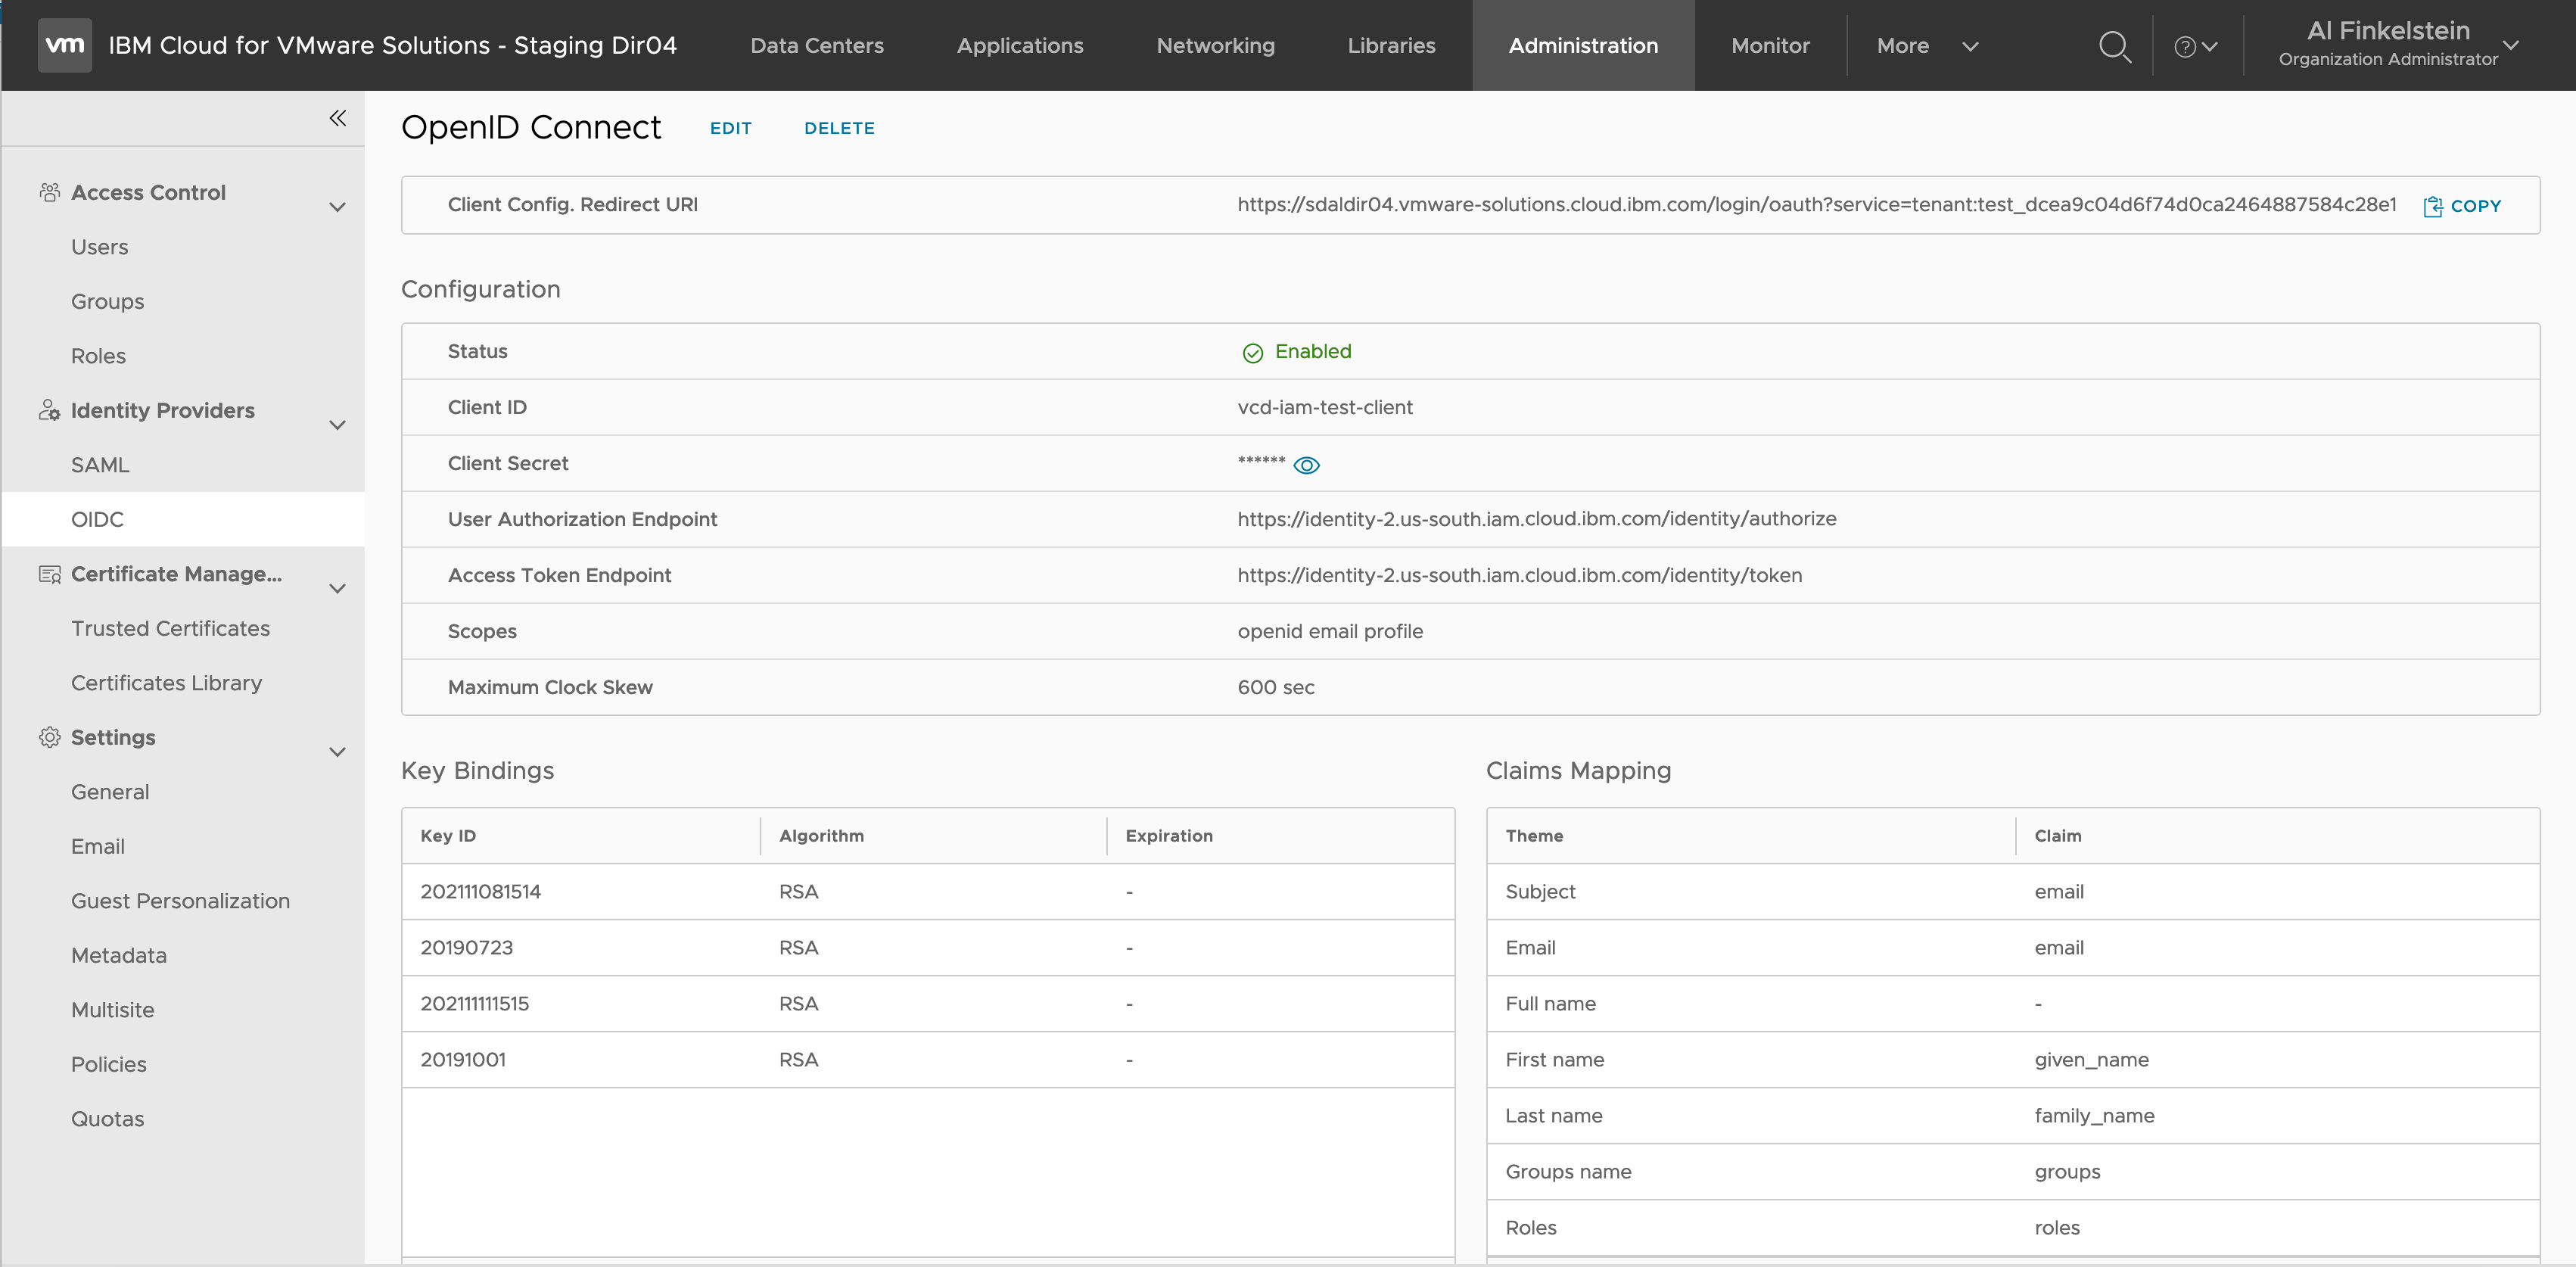 vm IBM Cloud for VMware Solutions - Staging Dir04 Data Centers Applications Networking Libraries Administration Monitor More Al Finkelstein
Organization Administrator
Access Control
Users
Groups
Roles
Identity Providers
SAML
OIDC
Certificate Manage...
Trusted Certificates
Certificates Library
Settings
General
Email
Guest Personalization
Metadata
Multisite
Policies
Quotas
OpenID Connect EDIT DELETE
Client Config. Redirect URI https://sdaldir04.vmware-solutions.cloud.ibm.com/login/oauth?service=tenant:test_dcea9c04d6f74d0ca2464887584c28e1 COPY
Configuration
Status Enabled
Client ID vcd-iam-test-client
Client Secret ******
User Authorization Endpoint https://identity-2.us-south.iam.cloud.ibm.com/identity/authorize
Access Token Endpoint https://identity-2.us-south.iam.cloud.ibm.com/identity/token
Scopes openid email profile
Maximum Clock Skew 600 sec
Key Bindings
Key ID Algorithm Expiration
202111081514 RSA -
20190723 RSA -
202111111515 RSA -
20191001 RSA -
Claims Mapping
Theme Claim
Subject email
Email email
Full name -
First name given_name
Last name family_name
Groups name groups
Roles roles